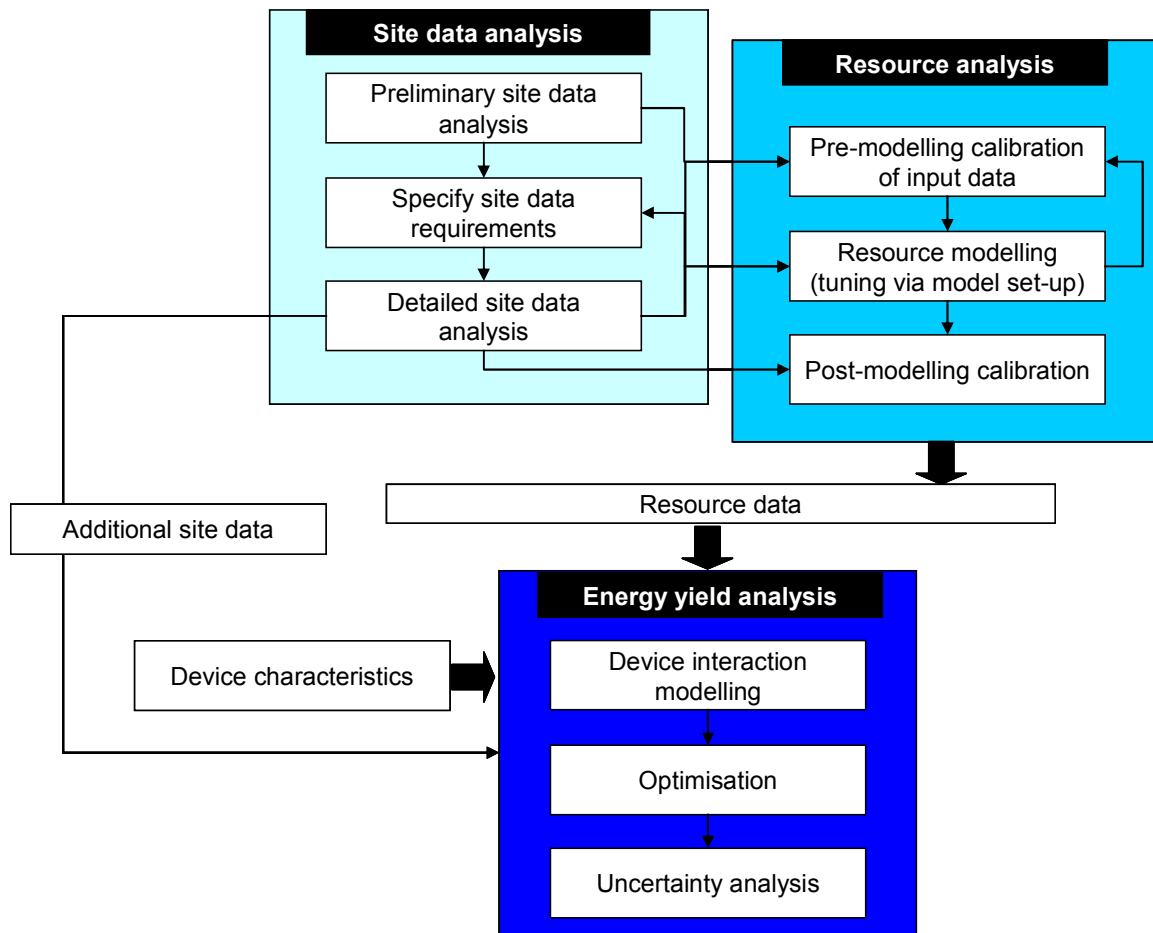 Site data analysis
Preliminary site data
analysis
Specify site data
requirements
Detailed site data
analysis
Resource analysis
Pre-modelling calibration
of input data
Resource modelling
(tuning via model set-up)
Post-modelling calibration
Resource data
Additional site data
Energy yield analysis
Device characteristics
Device interaction
modelling
Optimisation
Uncertainty analysis